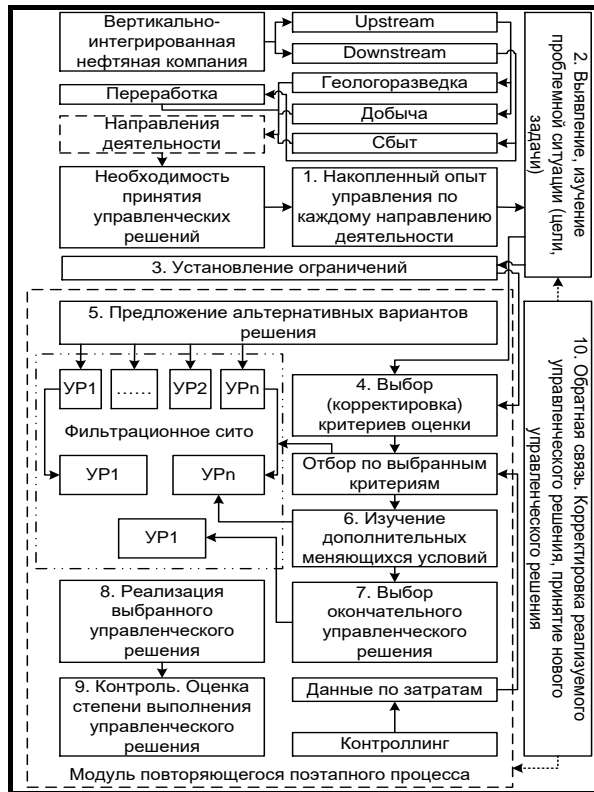 Вертикально-
интегрированная
нефтяная компания
Upstream
Downstream
Геологоразведка
Переработка
Добыча
Направления
деятельности
Сбыт
Необходимость
принятия
управленческих
решений
1. Накопленный опыт
управления по
каждому направлению
деятельности
2. Выявление, изучение
проблемной ситуации (цели,
задачи)
3. Установление ограничений
5. Предложение альтернативных вариантов
решения
УР1
......
УР2
УРn
4. Выбор
(корректировка)
критериев оценки
Фильтрационное сито
УР1
УРn
Отбор по выбранным
критериям
УР1
6. Изучение
дополнительных
меняющихся условий
8. Реализация
выбранного
управленческого
решения
7. Выбор
окончательного
управленческого
решения
9. Контроль. Оценка
степени выполнения
управленческого
решения
Данные по затратам
Контроллинг
Модуль повторяющегося поэтапного процесса
10. Обратная связь. Корректировка реализуемого
управленческого решения, принятие нового
управленческого решения